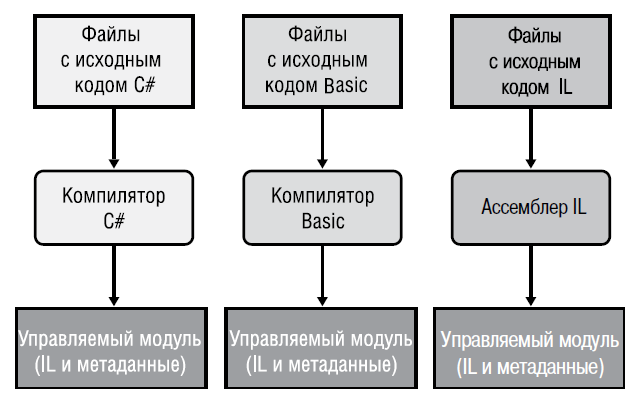 Файлы
с исходным
кодом C#
Файлы
с исходным
кодом Basic
Файлы
с исходным
кодом IL
Компилятор
C#
Компилятор
Basic
Ассемблер IL
Управляемый модуль
(IL и метаданные)
Управляемый модуль
(IL и метаданные)
Управляемый модуль
(IL и метаданные)